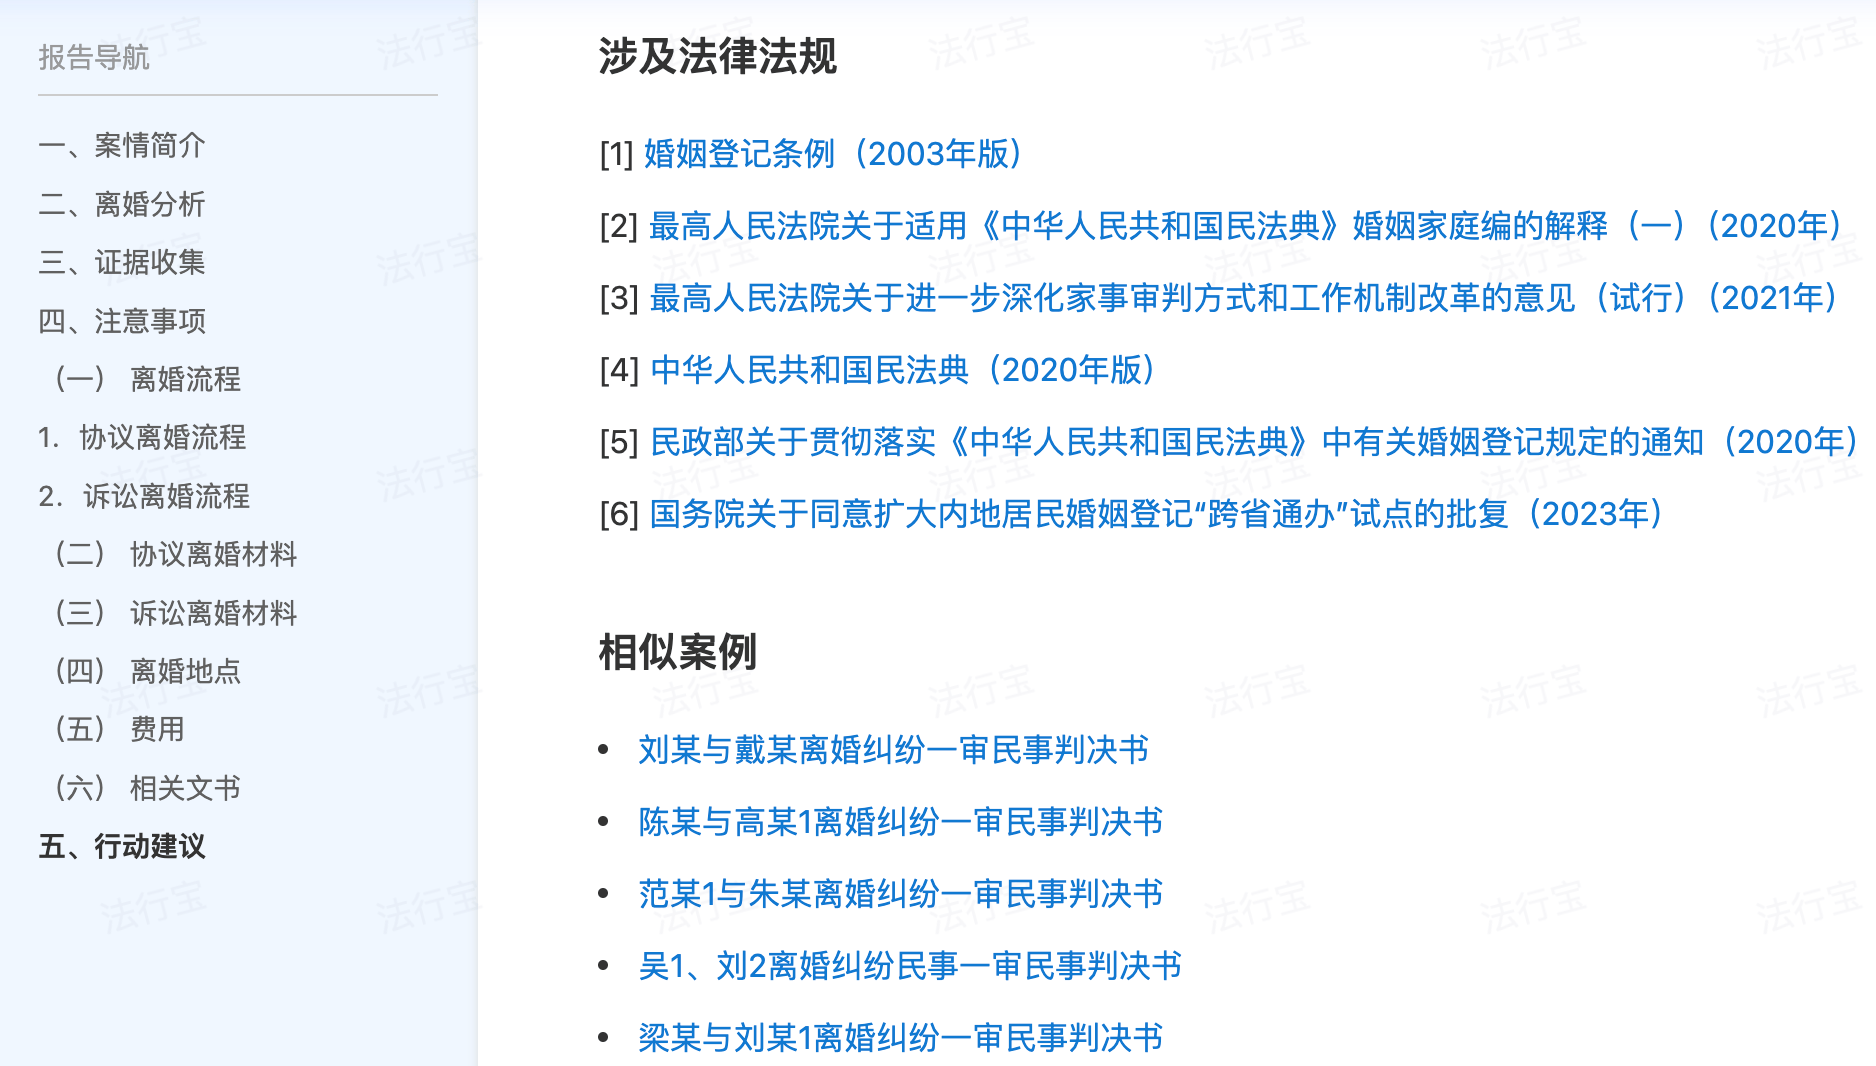 报告导航
一、案情简介
二、离婚分析
三、证据收集
四、注意事项
（一） 离婚流程
1. 协议离婚流程
2. 诉讼离婚流程
（二） 协议离婚材料
（三） 诉讼离婚材料
（四） 离婚地点
（五） 费用
（六） 相关文书
五、行动建议
涉及法律法规
[1] 婚姻登记条例（2003年版）
[2] 最高人民法院关于适用《中华人民共和国民法典》婚姻家庭编的解释（一）（2020年）
[3] 最高人民法院关于进一步深化家事审判方式和工作机制改革的意见（试行）（2021年）
[4] 中华人民共和国民法典（2020年版）
[5] 民政部关于贯彻落实《中华人民共和国民法典》中有关婚姻登记规定的通知（2020年）
[6] 国务院关于同意扩大内地居民婚姻登记“跨省通办”试点的批复（2023年）
相似案例
• 刘某与戴某离婚纠纷一审民事判决书
• 陈某与高某1离婚纠纷一审民事判决书
• 范某1与朱某离婚纠纷一审民事判决书
• 吴1、刘2离婚纠纷民事一审民事判决书
• 梁某与刘某1离婚纠纷一审民事判决书
法行宝